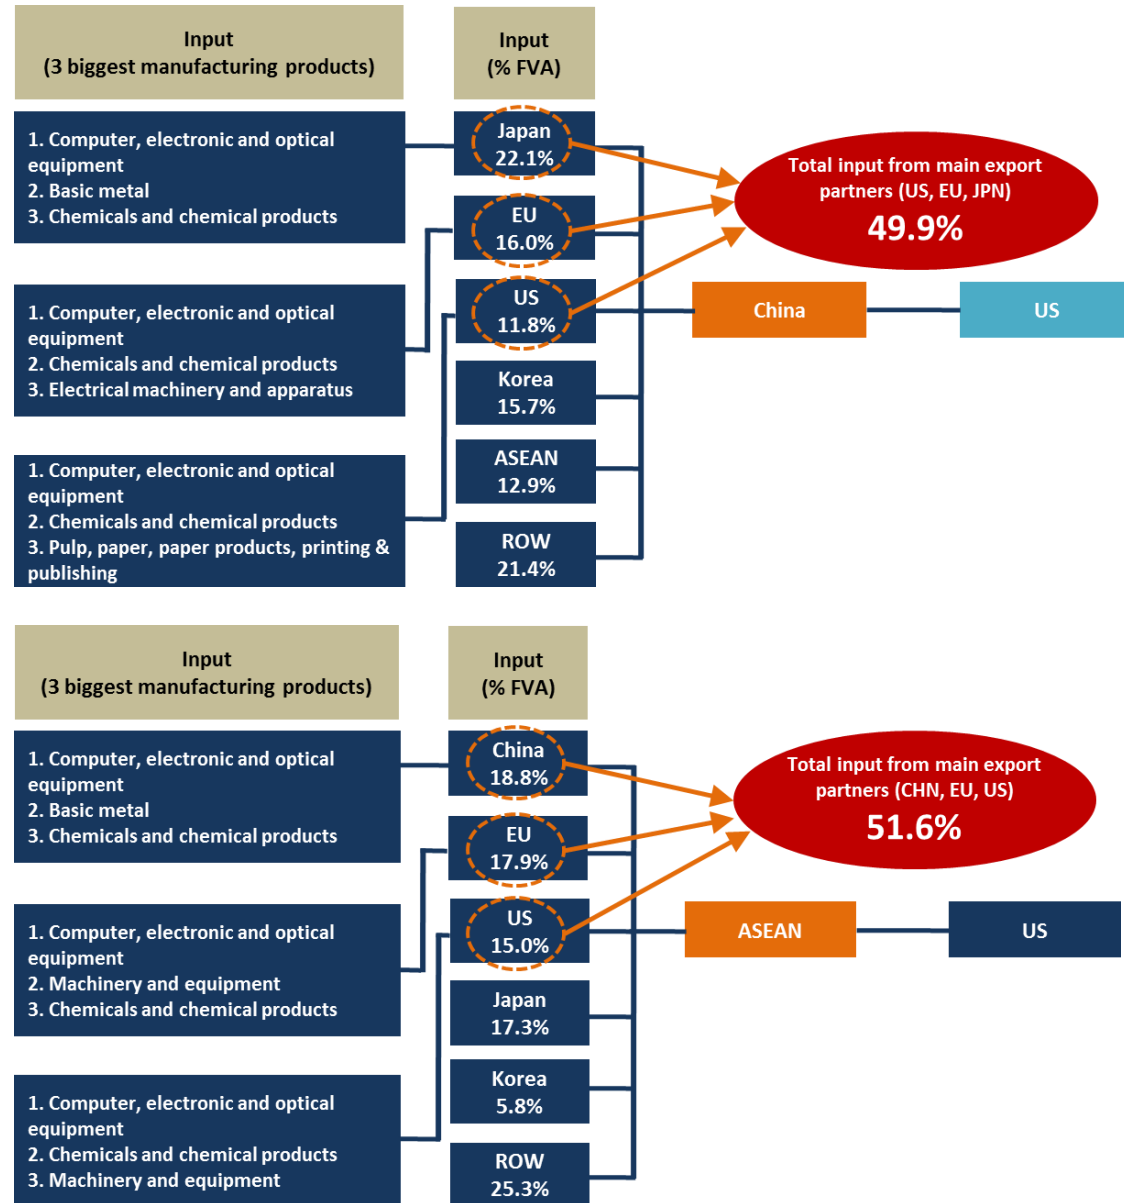 Input
(3 biggest manufacturing products)
Input
(% FVA)
1. Computer, electronic and optical
equipment
2. Basic metal
3. Chemicals and chemical products
Japan
22.1%
Total input from main export
partners (US, EU, JPN)
49.9%
EU
16.0%
1. Computer, electronic and optical
equipment
2. Chemicals and chemical products
3. Electrical machinery and apparatus
US
11.8%
China
US
Korea
15.7%
1. Computer, electronic and optical
equipment
2. Chemicals and chemical products
3. Pulp, paper, paper products, printing &
publishing
ASEAN
12.9%
ROW
21.4%
Input
(3 biggest manufacturing products)
Input
(% FVA)
1. Computer, electronic and optical
equipment
2. Basic metal
3. Chemicals and chemical products
China
18.8%
Total input from main export
partners (CHN, EU, US)
51.6%
EU
17.9%
1. Computer, electronic and optical
equipment
2. Machinery and equipment
3. Chemicals and chemical products
US
15.0%
ASEAN
US
Japan
17.3%
Korea
5.8%
1. Computer, electronic and optical
equipment
2. Chemicals and chemical products
3. Machinery and equipment
ROW
25.3%